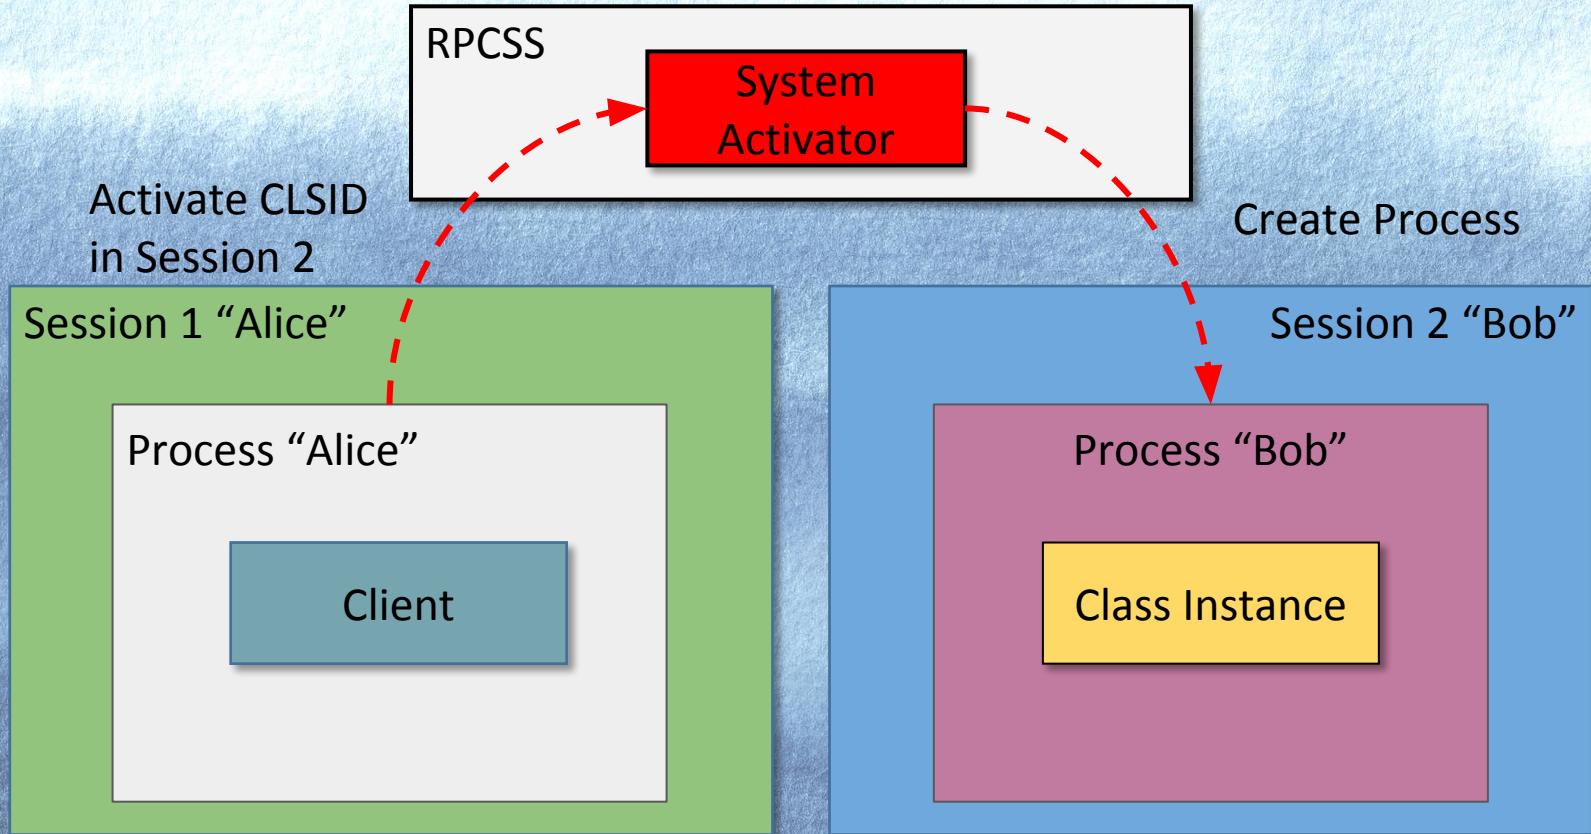 RPCSS
System
Activator
Activate CLSID
in Session 2
Create Process
Session 1 “Alice”
Session 2 “Bob”
Process “Alice”
Process “Bob”
Client
Class Instance